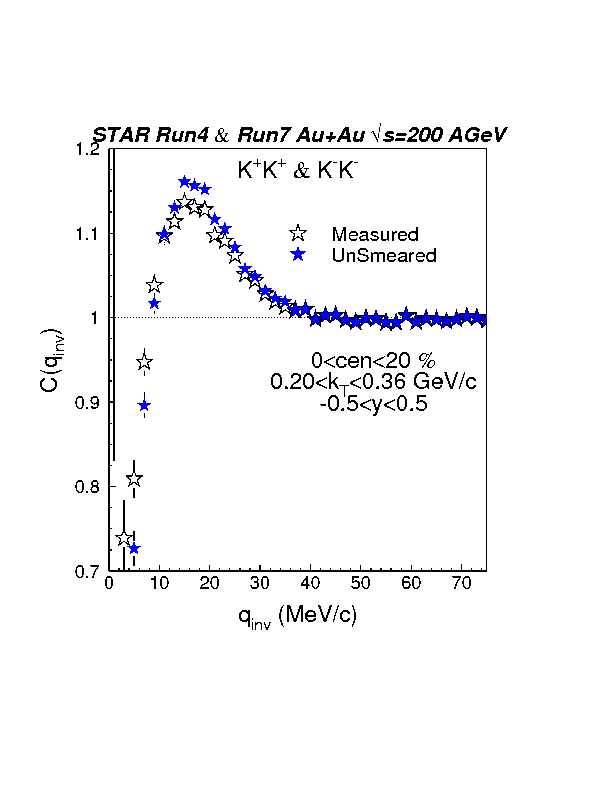 STAR Run4 & Run7 Au+Au √s=200 AGeV
1.2
K⁺K⁺ & K⁻K⁻
Measured
UnSmeared
1.1
1
0<cen<20 %
0.20<k_T<0.36 GeV/c
-0.5<y<0.5
0.9
0.8
0.7
C(q_inv)
0 10 20 30 40 50 60 70
q_inv (MeV/c)